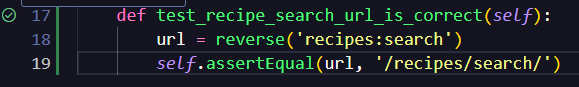 17 def test_recipe_search_url_is_correct(self):
18 url = reverse('recipes:search')
19 self.assertEqual(url, '/recipes/search/')